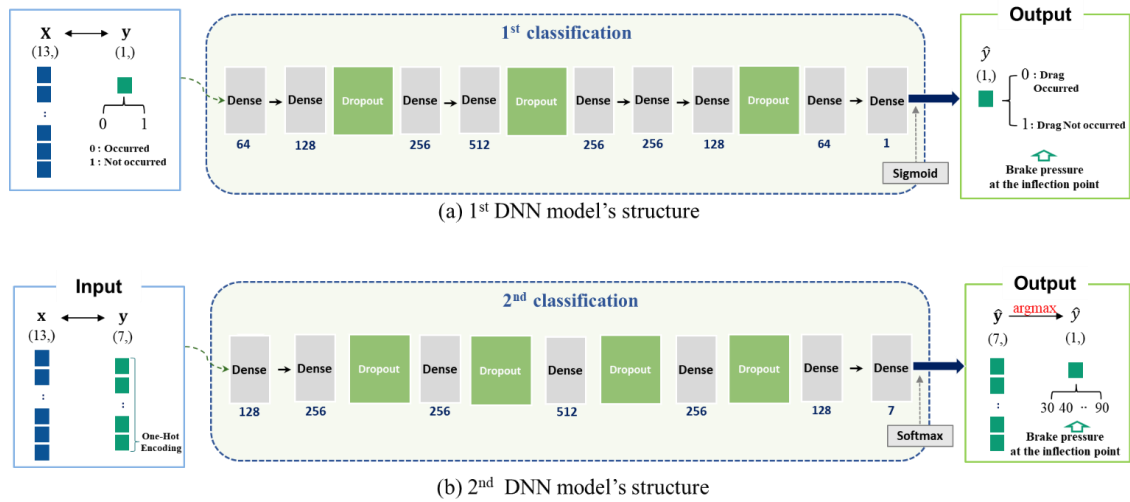 x y
(13,) (1,)
:
0 1
0 : Occurred
1 : Not occurred
1st classification
Dense Dense Dropout Dense Dense Dropout Dense Dense Dense Dropout Dense Dense
64 128 256 512 256 256 128 64 1
Sigmoid
Output
ŷ
(1,)
0 : Drag
Occurred
1 : Drag Not occurred
Brake pressure
at the inflection point
(a) 1st DNN model's structure
Input
x y
(13,) (7,)
: :
One-Hot
Encoding
2nd classification
Dense Dense Dropout Dense Dropout Dense Dropout Dense Dropout Dense Dense
128 256 256 512 256 128 7
Softmax
Output
ŷ argmax ŷ
(7,) (1,)
:
30 40 ·· 90
Brake pressure
at the inflection point
(b) 2nd DNN model's structure